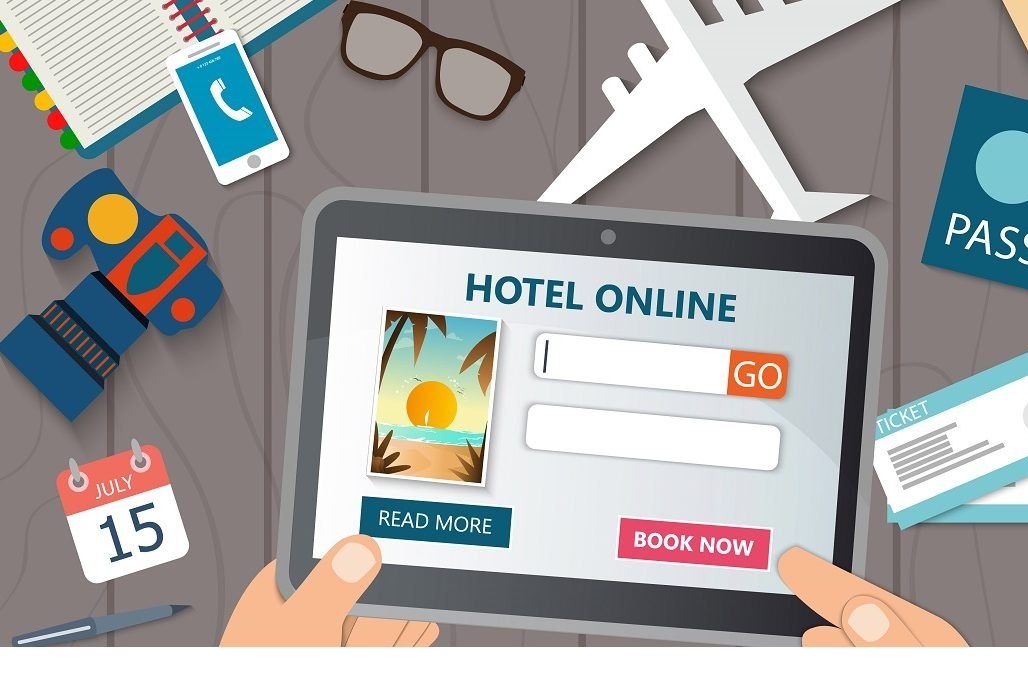 PASS
HOTEL ONLINE
GO
TICKET
JULY
15
READ MORE
BOOK NOW